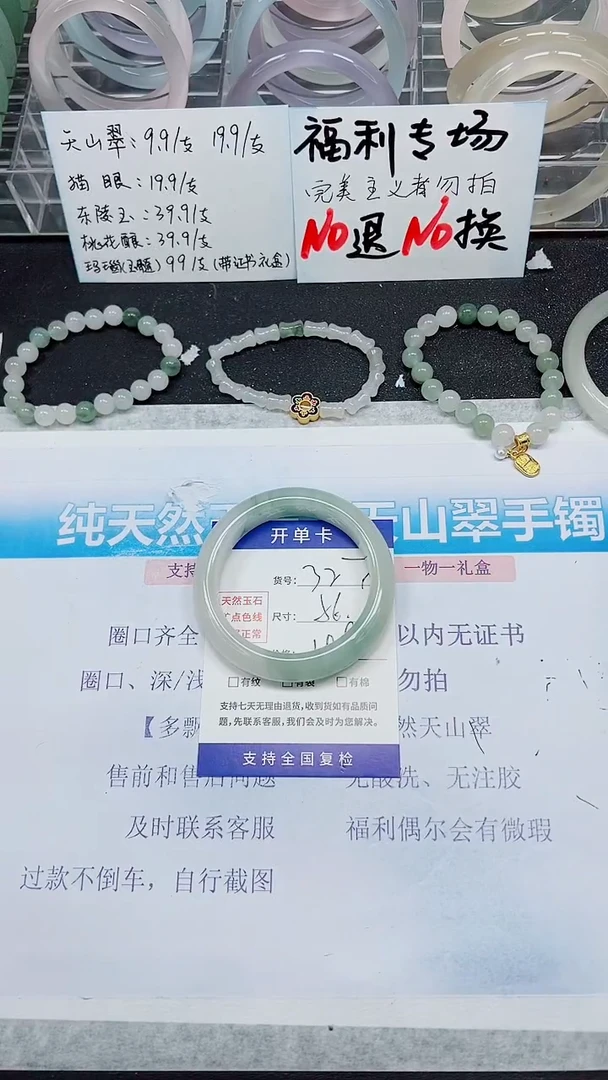 天山翠：9.9/支 19.9/支
猫 眼：19.9/支
东陵玉：39.9/支
桃花酿：39.9/支
玛瑙(玉髓) 99/支(带证书礼盒)
福利专场
完美主义者勿拍
NO退 NO换
纯天然 天山翠手镯
支持 一物一礼盒
开单卡
货号：32
天然玉石
点色线
正常
尺寸：56.
圈口齐全 以内无证书
圈口、深/浅 勿拍
□有纹 □有裂 □有棉
支持七天无理由退货，收到货如有品质问
题，先联系客服，我们会及时为您解决。
【多飘 然天山翠
支持全国复检
售前和售后问题 无酸洗、无注胶
及时联系客服 福利偶尔会有微瑕
过款不倒车，自行截图